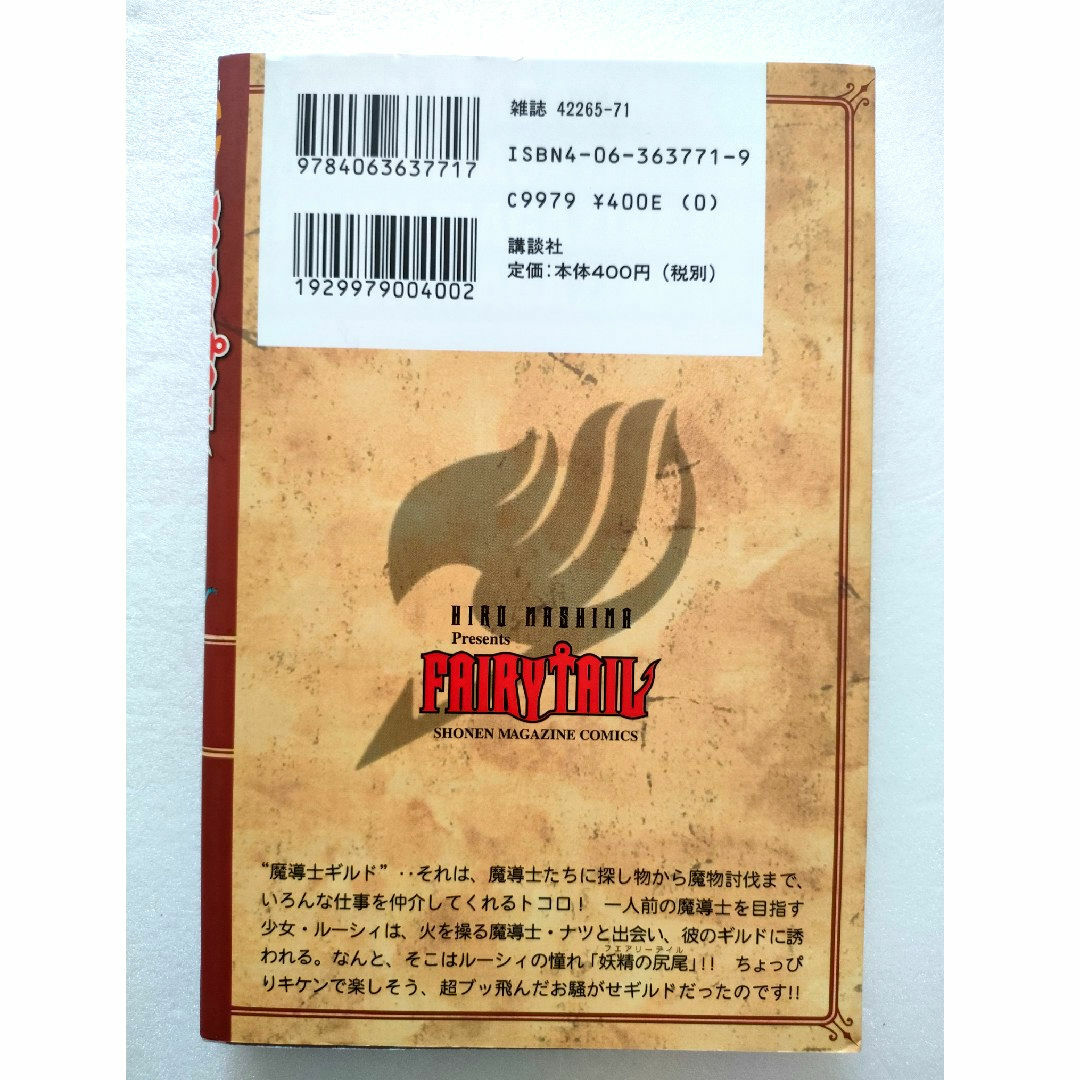 雑誌 42265-71
9784063637717
ISBN4-06-363771-9
C9979 ¥400E (0)
1929979004002
講談社
定価:本体400円(税別)
HIRO MASHIMA
Presents
FAIRY TAIL
SHONEN MAGAZINE COMICS
“魔導士ギルド”‥それは、魔導士たちに探し物から魔物討伐まで、
いろんな仕事を仲介してくれるトコロ! 一人前の魔導士を目指す
少女・ルーシィは、火を操る魔導士・ナツと出会い、彼のギルドに誘
フェアリーテイル
われる。なんと、そこはルーシィの憧れ「妖精の尻尾」!! ちょっぴ
りキケンで楽しそう、超ブッ飛んだお騒がせギルドだったのです!!